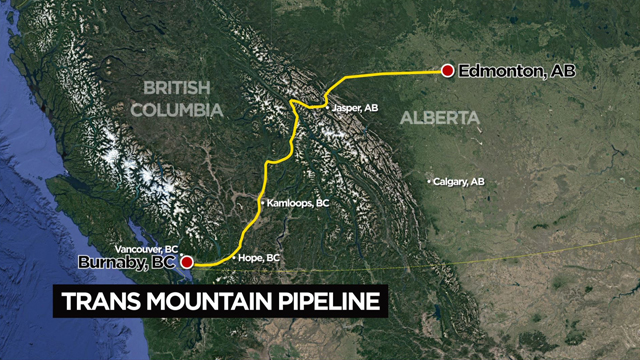 Edmonton, AB
BRITISH
COLUMBIA
Jasper, AB
ALBERTA
Calgary, AB
Kamloops, BC
Vancouver, BC
Burnaby, BC
Hope, BC
TRANS MOUNTAIN PIPELINE